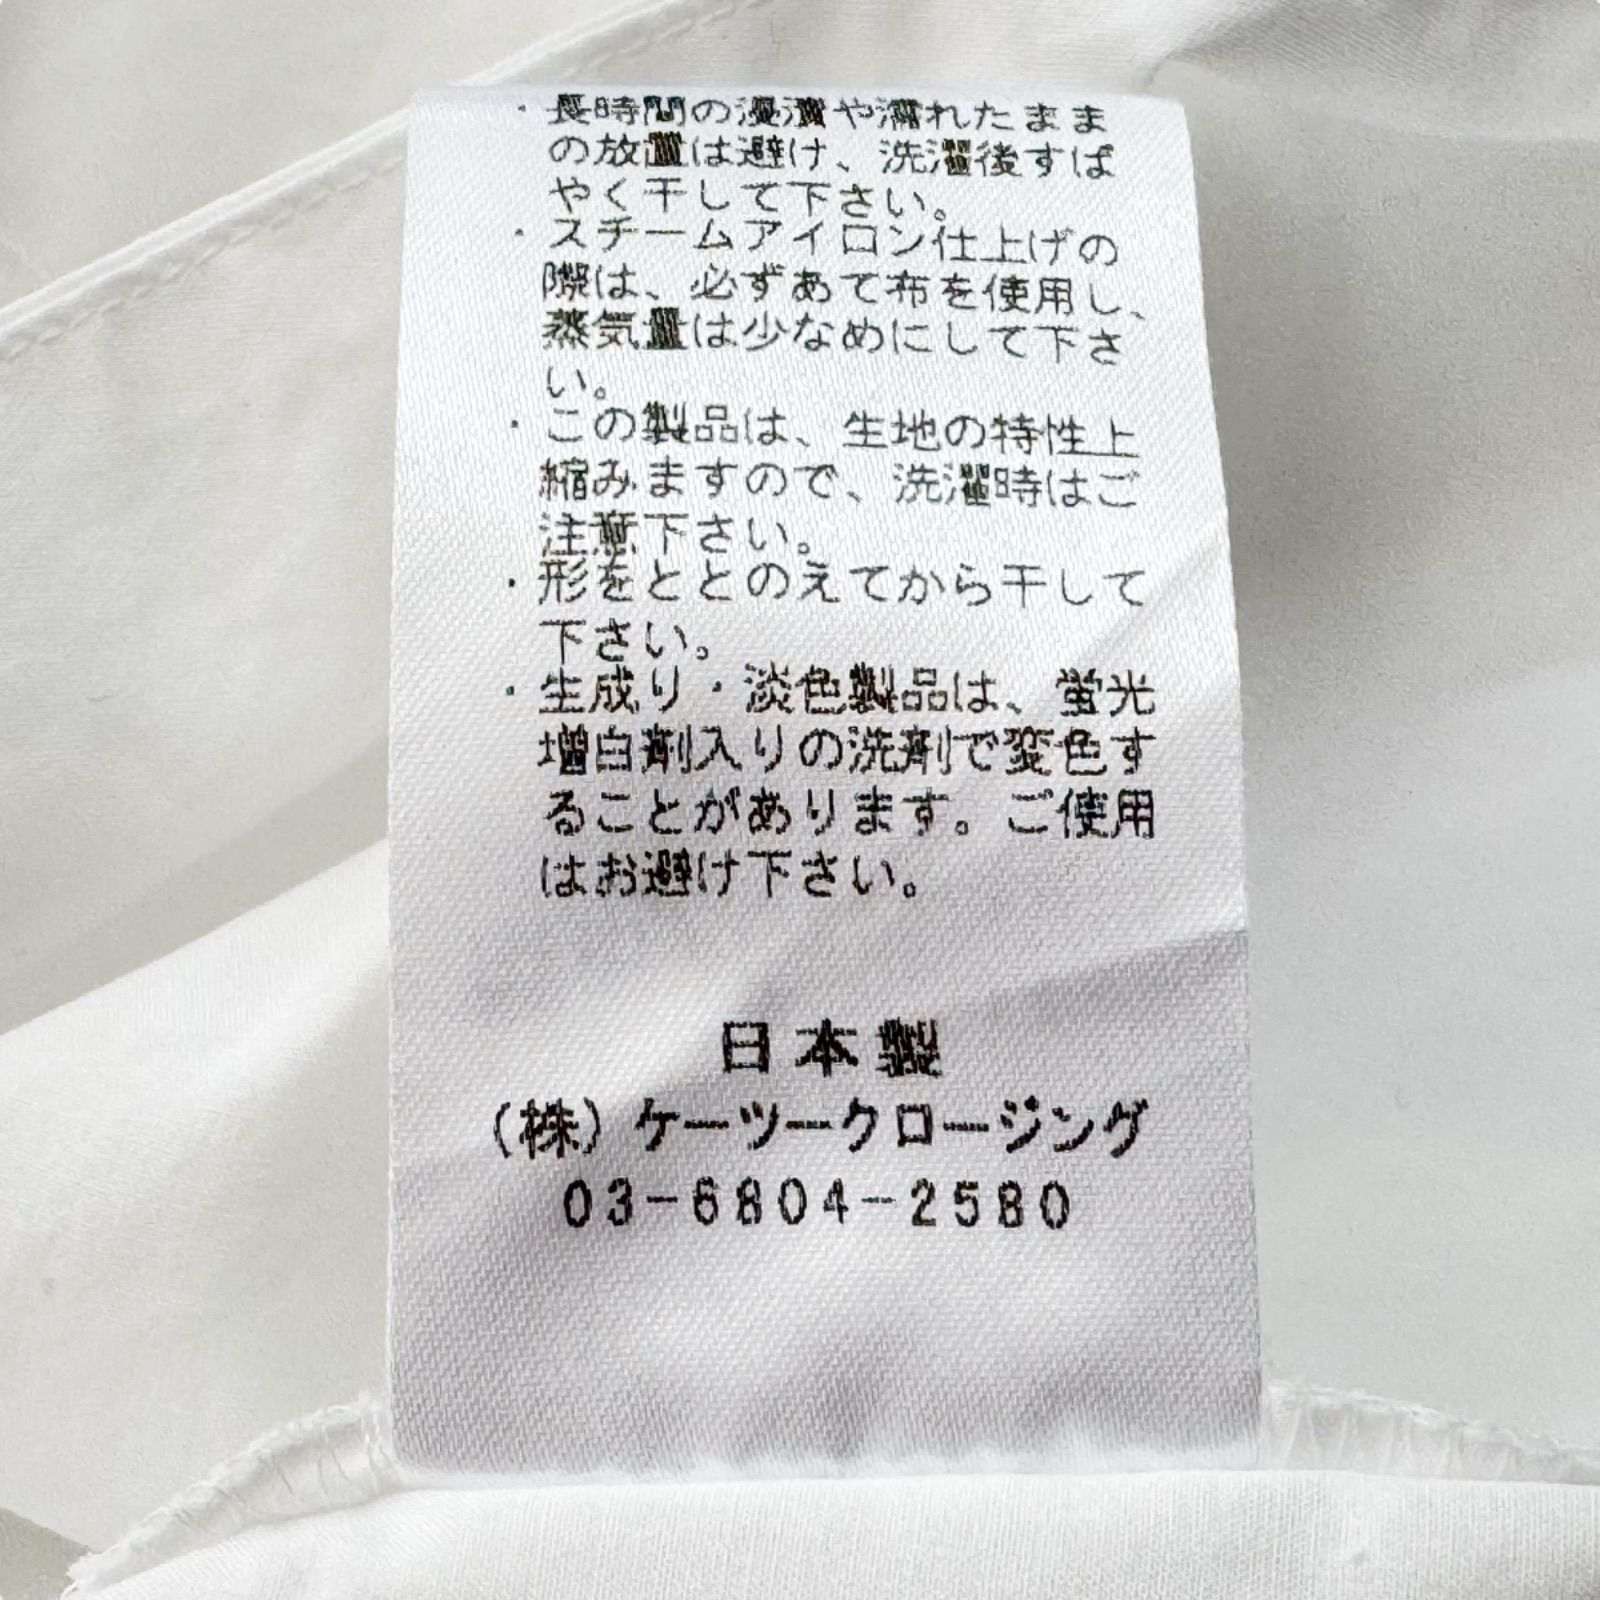 ・長時間の浸漬や濡れたまま
の放置は避け、洗濯後すば
やく干して下さい。
・スチームアイロン仕上げの
際は、必ずあて布を使用し、
蒸気量は少なめにして下さ
い。
・この製品は、生地の特性上
縮みますので、洗濯時はご
注意下さい。
・形をととのえてから干して
下さい。
・生成り・淡色製品は、蛍光
増白剤入りの洗剤で変色す
ることがあります。ご使用
はお避け下さい。
日本製
(株)ケーツークロージング
03-6804-2580